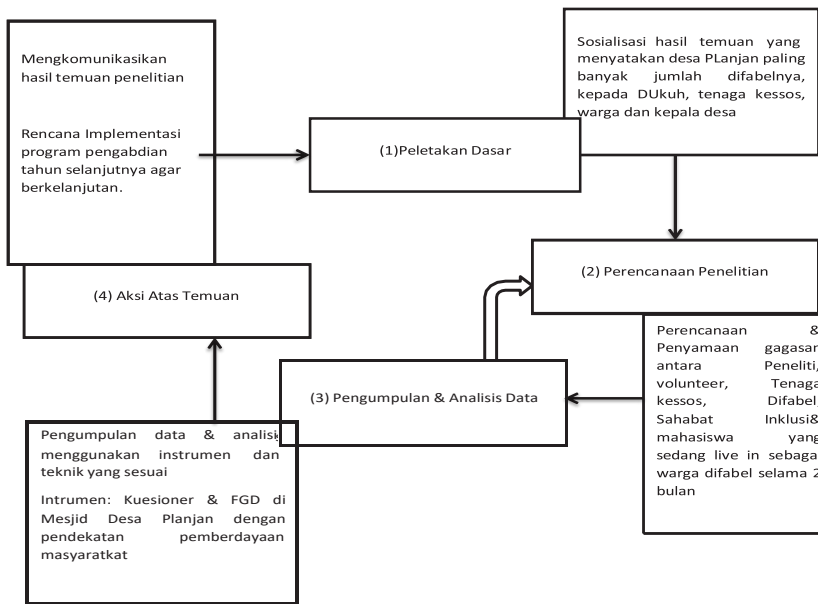 Mengkomunikasikan
hasil temuan penelitian
Rencana Implementasi
program pengabdian
tahun selanjutnya agar
berkelanjutan.
(1)Peletakan Dasar
Sosialisasi hasil temuan yang
menyatakan desa PLanjan paling
banyak jumlah difabelnya,
kepada DUkuh, tenaga kessos,
warga dan kepala desa
(2) Perencanaan Penelitian
Perencanaan &
Penyamaan gagasan
antara Peneliti,
volunteer, Tenaga
kessos, Difabel,
Sahabat Inklusi&
mahasiswa yang
sedang live in sebagai
warga difabel selama 2
bulan
(3) Pengumpulan & Analisis Data
Pengumpulan data & analisis
menggunakan instrumen dan
teknik yang sesuai
Intrumen: Kuesioner & FGD di
Mesjid Desa Planjan dengan
pendekatan pemberdayaan
masyaratkat
(4) Aksi Atas Temuan